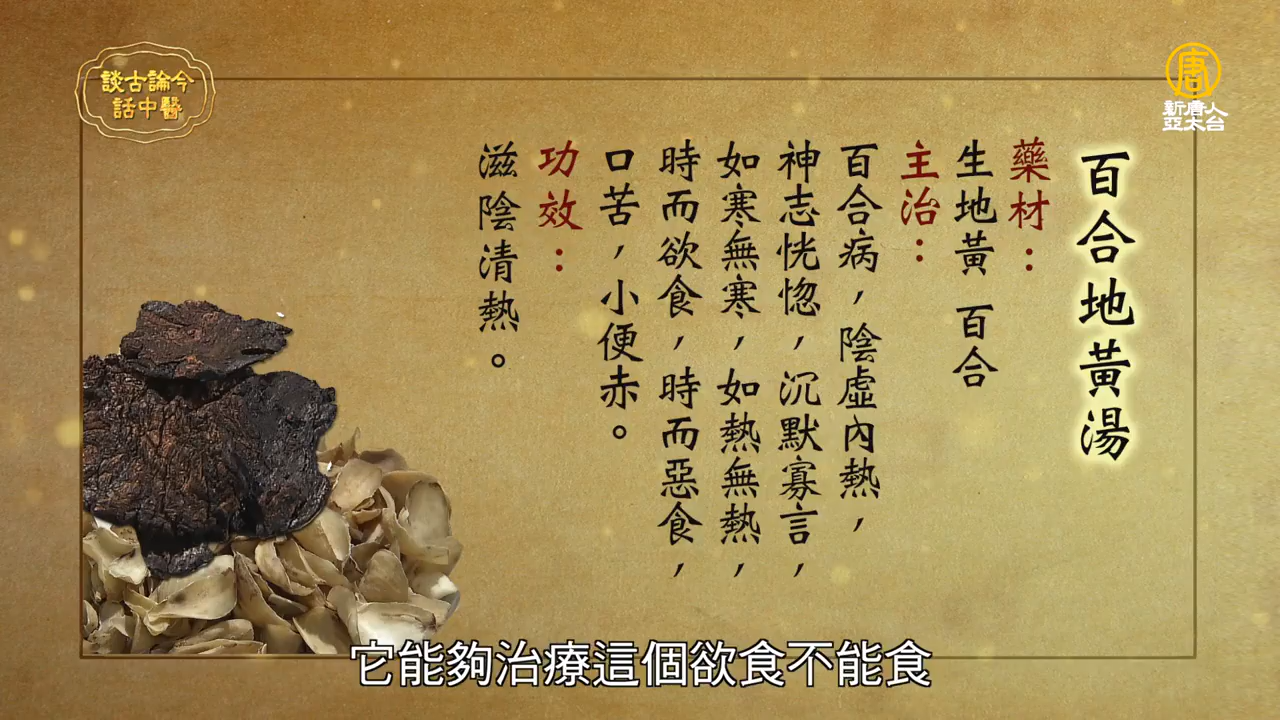 談古論今
話中醫
新唐人
亞太台
百合地黃湯
藥材：
生地黃 百合
主治：
百合病，陰虛內熱，
神志恍惚，沉默寡言，
如寒無寒，如熱無熱，
時而欲食，時而惡食，
口苦，小便赤。
功效：
滋陰清熱。
它能夠治療這個欲食不能食